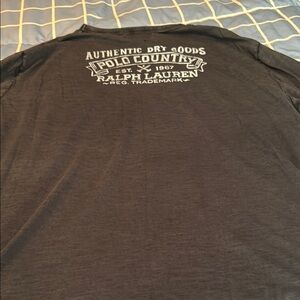 AUTHENTIC DRY GOODS
POLO COUNTRY
EST. 1967
RALPH LAUREN
~REG. TRADEMARK~